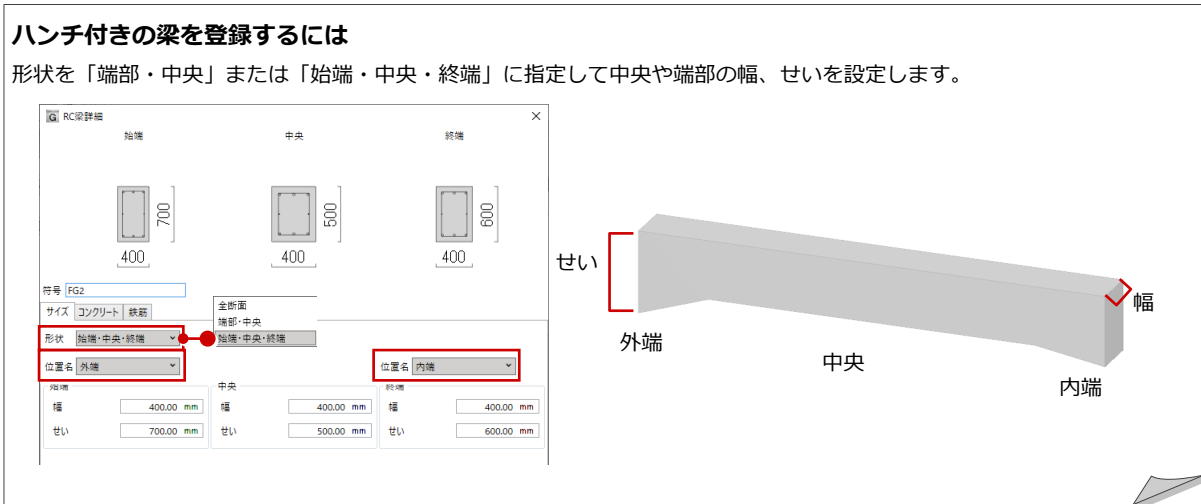 ハンチ付きの梁を登録するには
形状を「端部・中央」または「始端・中央・終端」に指定して中央や端部の幅、せいを設定します。
G RC梁詳細 ×
始端 中央 終端
700 500 600
400 400 400
符号 FG2
サイズ コンクリート 鉄筋
全断面
端部・中央
始端・中央・終端
形状 始端・中央・終端
位置名 外端 位置名 内端
始端 中央 終端
幅 400.00 mm 幅 400.00 mm 幅 400.00 mm
せい 700.00 mm せい 500.00 mm せい 600.00 mm
せい
幅
外端
中央
内端